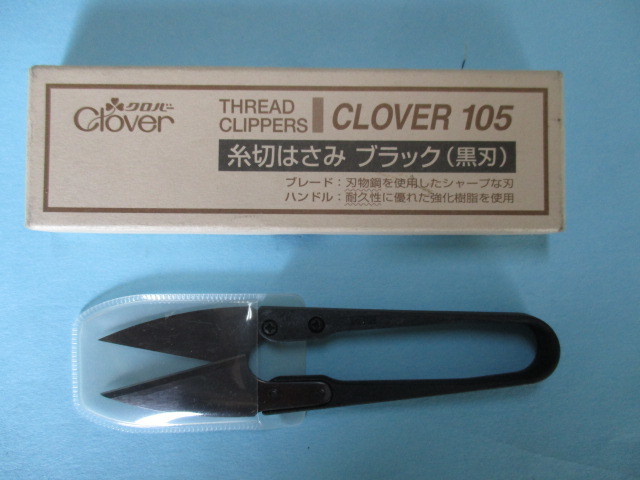 クロバー
Clover
THREAD
CLIPPERS
CLOVER 105
糸切はさみ ブラック(黒刃)
ブレード:刃物鋼を使用したシャープな刃
ハンドル:耐久性に優れた強化樹脂を使用